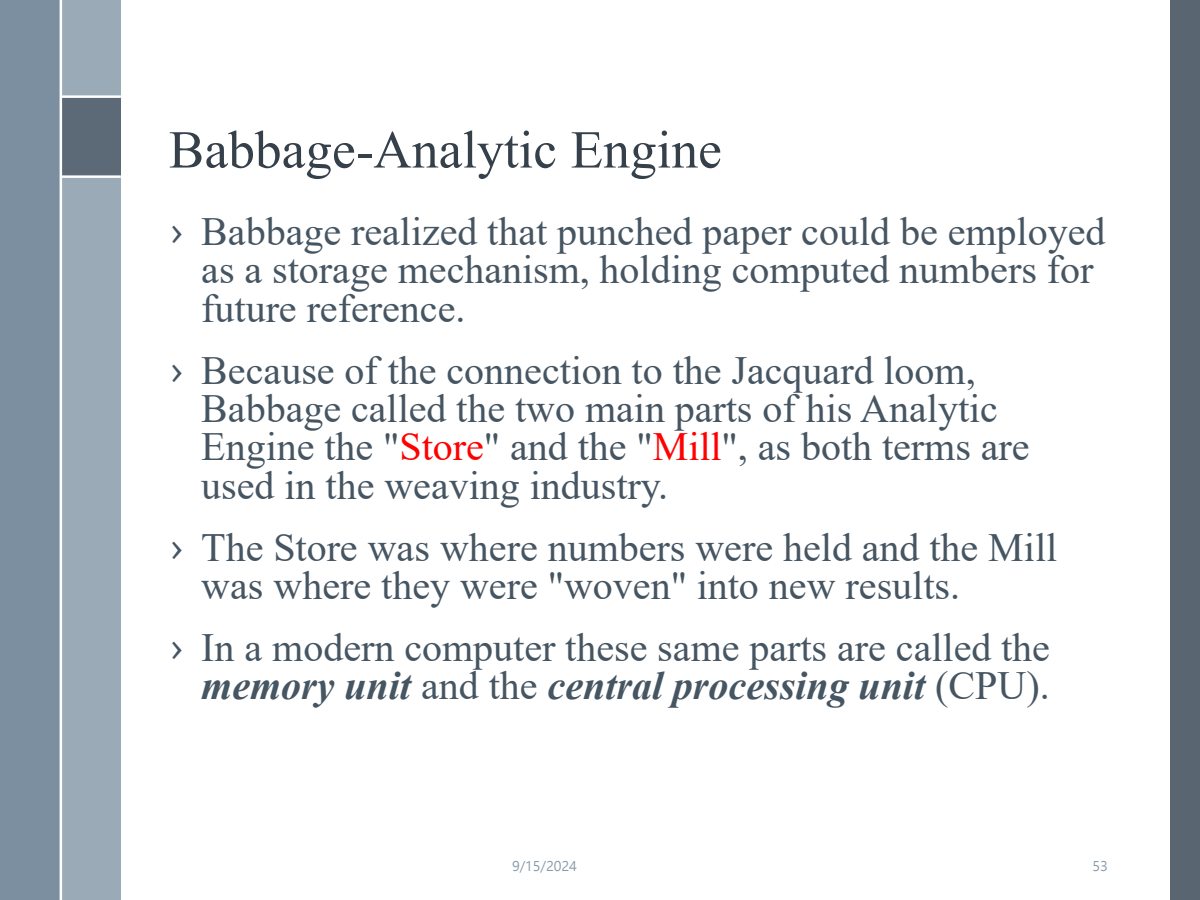 Babbage-Analytic Engine
› Babbage realized that punched paper could be employed
as a storage mechanism, holding computed numbers for
future reference.
› Because of the connection to the Jacquard loom,
Babbage called the two main parts of his Analytic
Engine the "Store" and the "Mill", as both terms are
used in the weaving industry.
› The Store was where numbers were held and the Mill
was where they were "woven" into new results.
› In a modern computer these same parts are called the
memory unit and the central processing unit (CPU).
9/15/2024
53